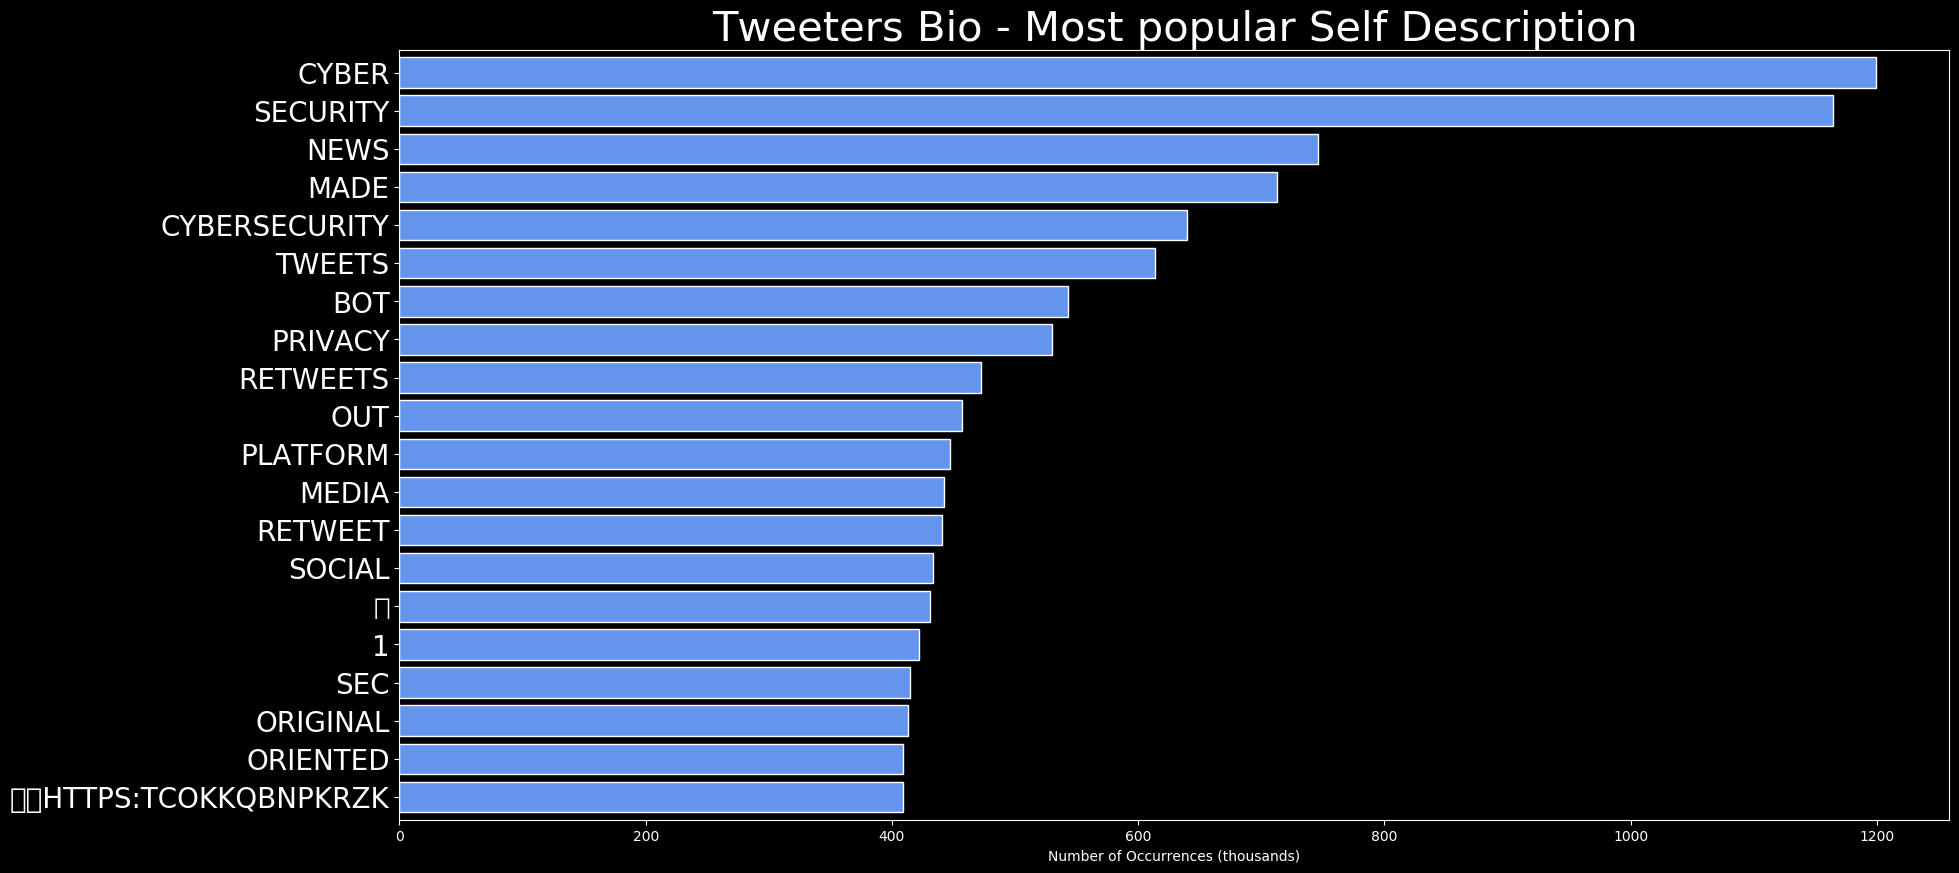 Tweeters Bio - Most popular Self Description
CYBER
SECURITY
NEWS
MADE
CYBERSECURITY
TWEETS
BOT
PRIVACY
RETWEETS
OUT
PLATFORM
MEDIA
RETWEET
SOCIAL
▯
1
SEC
ORIGINAL
ORIENTED
▯▯HTTPS:TCOKKQBNPKRZK
0 200 400 600 800 1000 1200
Number of Occurrences (thousands)